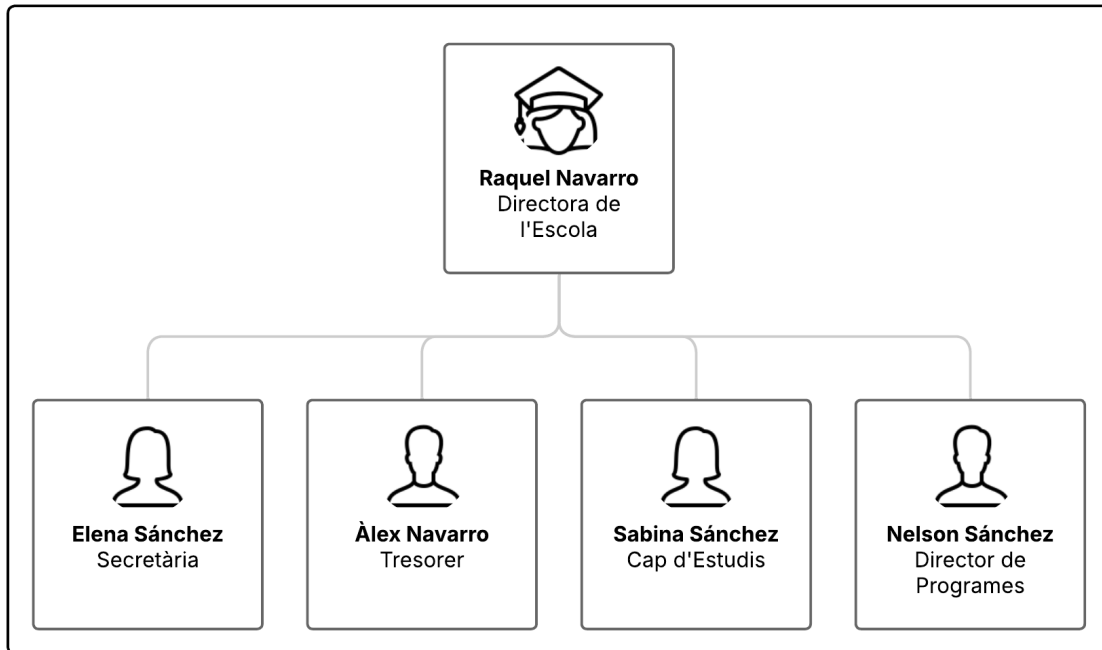 Raquel Navarro
Directora de
l'Escola
Elena Sánchez
Secretària
Àlex Navarro
Tresorer
Sabina Sánchez
Cap d'Estudis
Nelson Sánchez
Director de
Programes